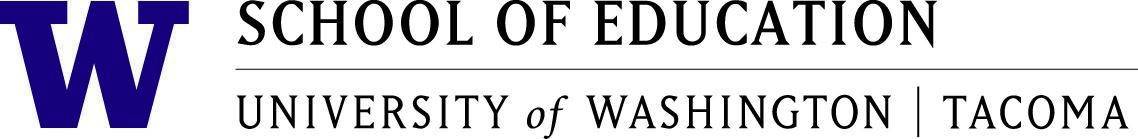 W
SCHOOL OF EDUCATION
UNIVERSITY of WASHINGTON | TACOMA